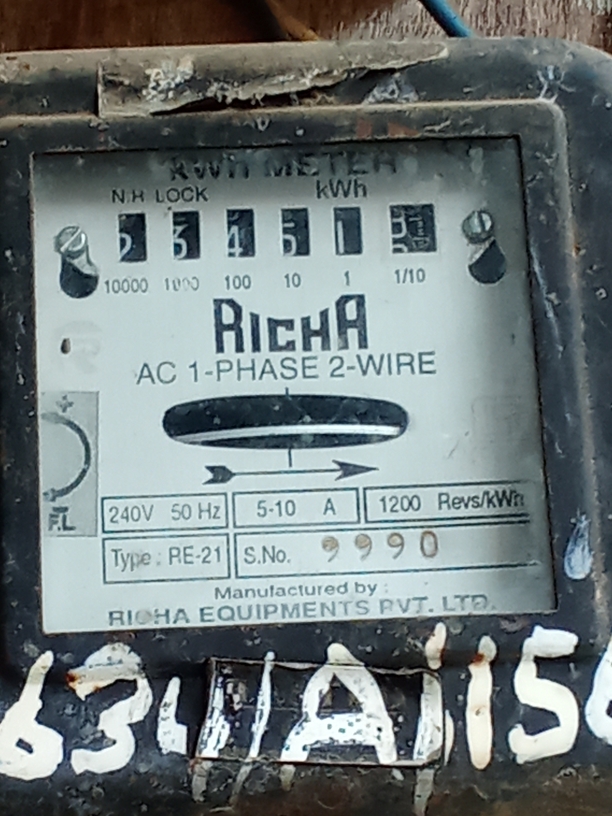 kWh METER
N.R LOCK kWh
2 3 4 5 1
10000 1000 100 10 1 1/10
RICHA
AC 1-PHASE 2-WIRE
F.L
240V 50 Hz 5-10 A 1200 Revs/kWh
Type : RE-21 S.No. 9990
Manufactured by :
RICHA EQUIPMENTS PVT. LTD.